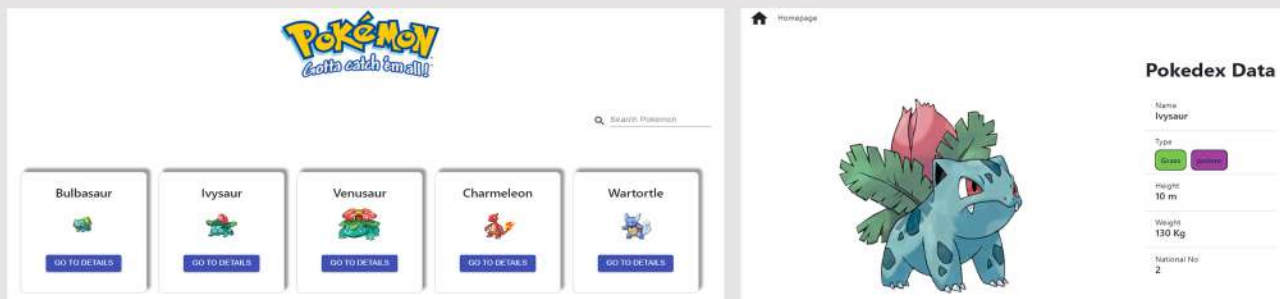 POKéMON
Gotta catch 'em all!
Search Pokemon
Bulbasaur
GO TO DETAILS
Ivysaur
GO TO DETAILS
Venusaur
GO TO DETAILS
Charmeleon
GO TO DETAILS
Wartortle
GO TO DETAILS
Homepage
Pokedex Data
Name
Ivysaur
Type
Grass poison
Height
10 m
Weight
130 Kg
National No
2